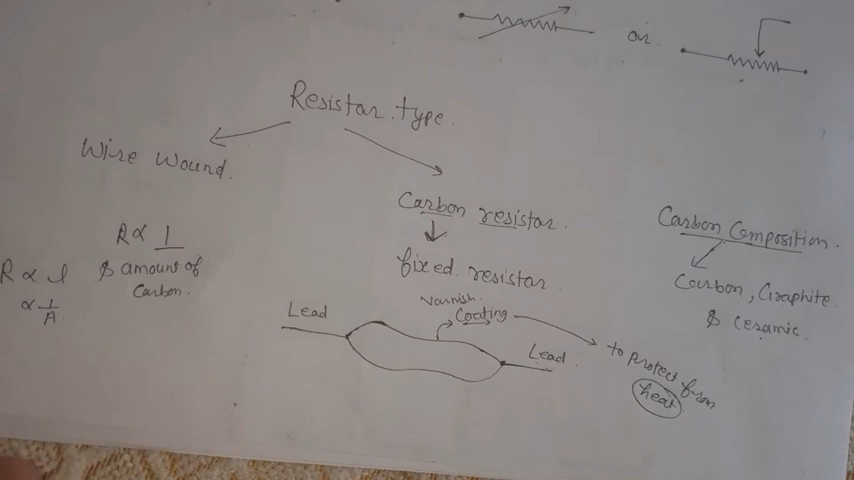 or
Resistor type.
Wire Wound.
Carbon resistor.
fixed resistor
Carbon Composition.
Carbon, Graphite
& ceramic.
R ∝ 1
amount of
Carbon.
R ∝ l
∝ 1/A.
Lead
Varnish.
Coating
Lead.
to protect from
heat